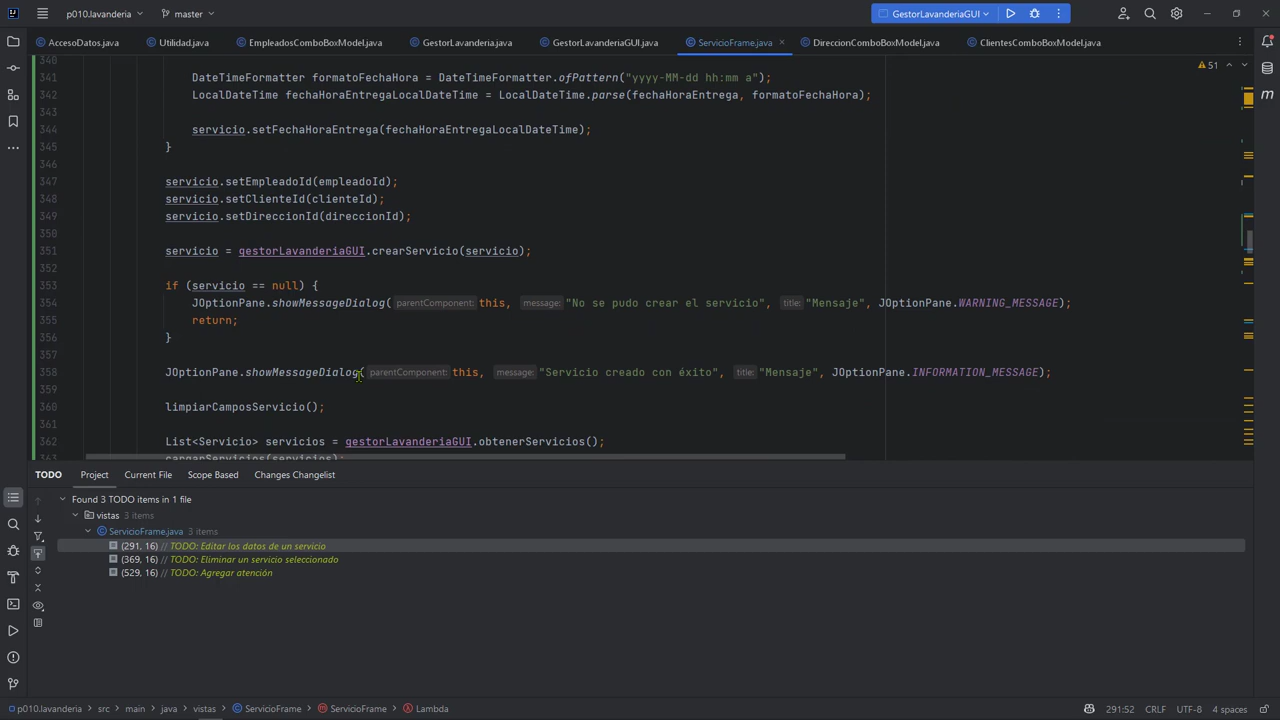 p010.lavanderia
master
GestorLavanderiaGUI
AccesoDatos.java
Utilidad.java
EmpleadosComboBoxModel.java
GestorLavanderia.java
GestorLavanderiaGUI.java
ServicioFrame.java
DireccionComboBoxModel.java
ClientesComboBoxModel.java
340
51
341 DateTimeFormatter formatoFechaHora = DateTimeFormatter.ofPattern("yyyy-MM-dd hh:mm a");
342 LocalDateTime fechaHoraEntregaLocalDateTime = LocalDateTime.parse(fechaHoraEntrega, formatoFechaHora);
343
344 servicio.setFechaHoraEntrega(fechaHoraEntregaLocalDateTime);
345 }
346
347 servicio.setEmpleadoId(empleadoId);
348 servicio.setClienteId(clienteId);
349 servicio.setDireccionId(direccionId);
350
351 servicio = gestorLavanderiaGUI.crearServicio(servicio);
352
353 if (servicio == null) {
354 JOptionPane.showMessageDialog( parentComponent: this, message: "No se pudo crear el servicio", title: "Mensaje", JOptionPane.WARNING_MESSAGE);
355 return;
356 }
357
358 JOptionPane.showMessageDialog( parentComponent: this, message: "Servicio creado con éxito", title: "Mensaje", JOptionPane.INFORMATION_MESSAGE);
359
360 limpiarCamposServicio();
361
362 List<Servicio> servicios = gestorLavanderiaGUI.obtenerServicios();
363 cargarServicios(servicios);
TODO Project Current File Scope Based Changes Changelist
Found 3 TODO items in 1 file
vistas 3 items
ServicioFrame.java 3 items
(291, 16) // TODO: Editar los datos de un servicio
(369, 16) // TODO: Eliminar un servicio seleccionado
(529, 16) // TODO: Agregar atención
p010.lavanderia > src > main > java > vistas > ServicioFrame > ServicioFrame > Lambda
291:52 CRLF UTF-8 4 spaces